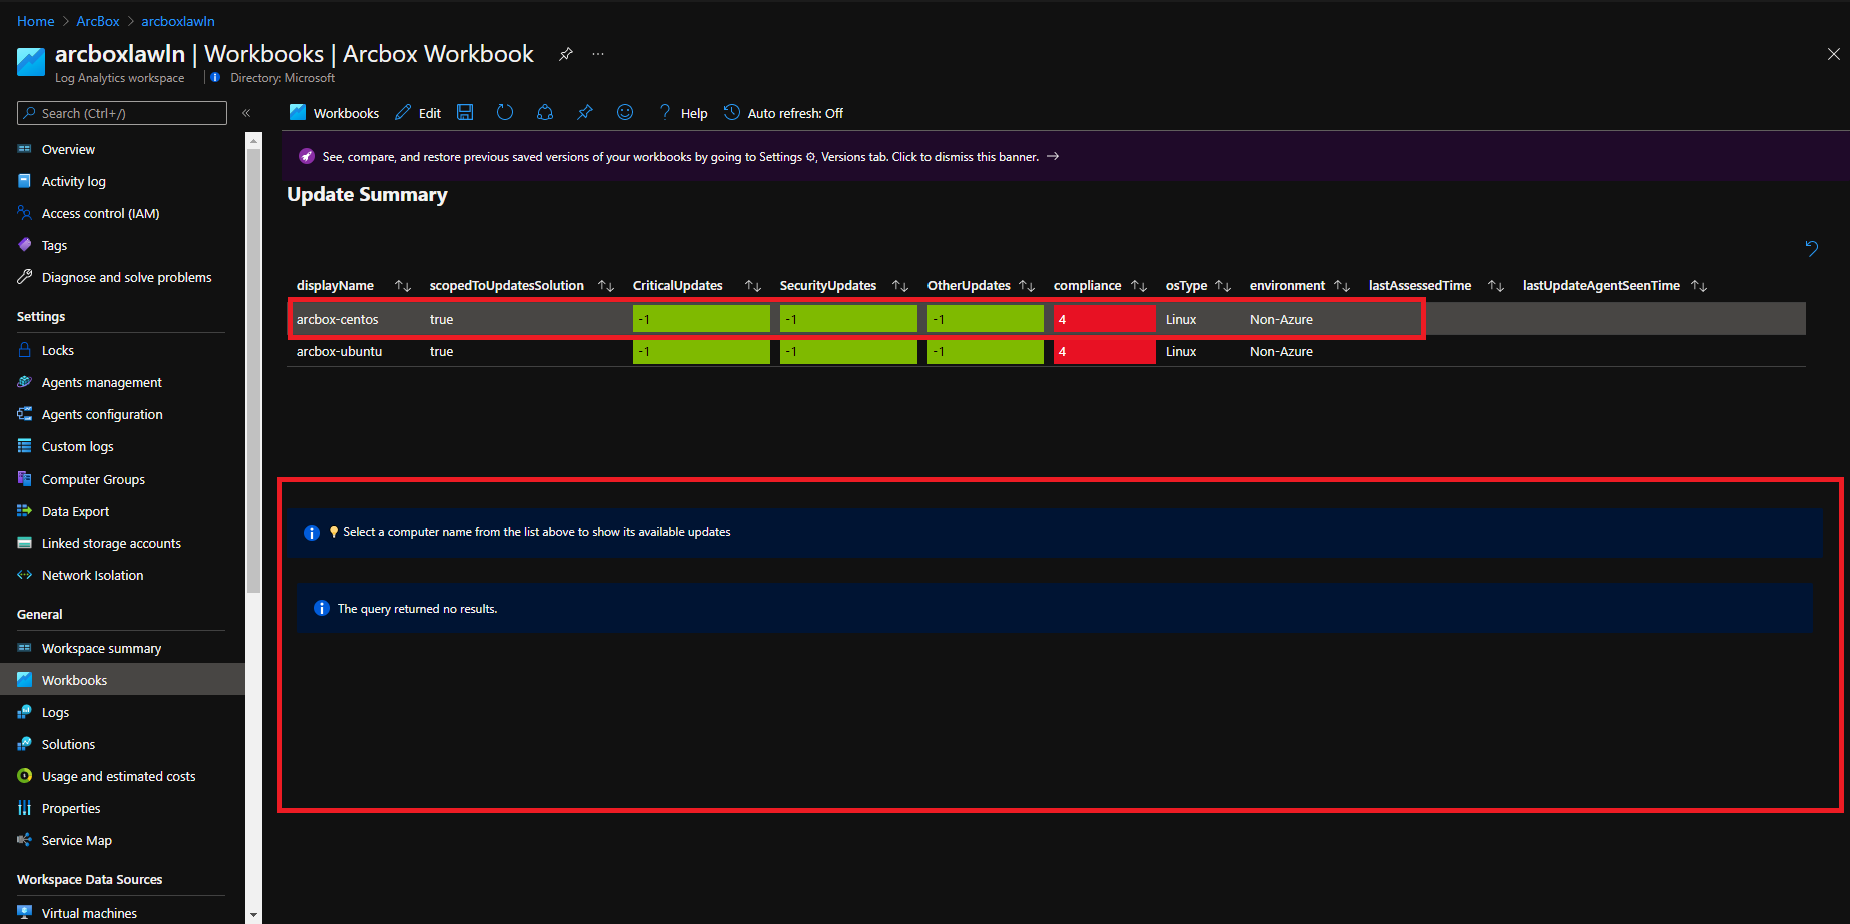 Home > ArcBox > arcboxlawln
arcboxlawln | Workbooks | Arcbox Workbook ...
Log Analytics workspace | Directory: Microsoft
Search (Ctrl+/) «
Overview
Activity log
Access control (IAM)
Tags
Diagnose and solve problems
Settings
Locks
Agents management
Agents configuration
Custom logs
Computer Groups
Data Export
Linked storage accounts
Network Isolation
General
Workspace summary
Workbooks
Logs
Solutions
Usage and estimated costs
Properties
Service Map
Workspace Data Sources
Virtual machines
Workbooks Edit ? Help Auto refresh: Off
See, compare, and restore previous saved versions of your workbooks by going to Settings ⚙, Versions tab. Click to dismiss this banner. →
Update Summary
displayName ↑↓ scopedToUpdatesSolution ↑↓ CriticalUpdates ↑↓ SecurityUpdates ↑↓ OtherUpdates ↑↓ compliance ↑↓ osType ↑↓ environment ↑↓ lastAssessedTime ↑↓ lastUpdateAgentSeenTime ↑↓
arcbox-centos true -1 -1 -1 4 Linux Non-Azure
arcbox-ubuntu true -1 -1 -1 4 Linux Non-Azure
Select a computer name from the list above to show its available updates
The query returned no results.